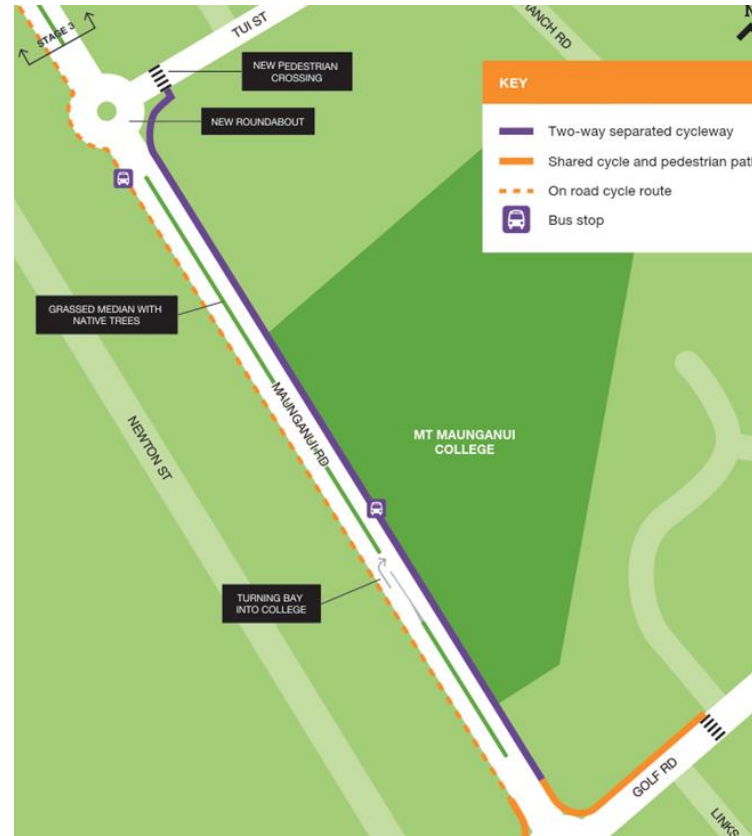 STAGE 3
TUI ST
RANCH RD
N
NEW PEDESTRIAN
CROSSING
NEW ROUNDABOUT
KEY
Two-way separated cycleway
Shared cycle and pedestrian pat
On road cycle route
Bus stop
GRASSED MEDIAN WITH
NATIVE TREES
MAUNGANUI RD
NEWTON ST
MT MAUNGANUI
COLLEGE
TURNING BAY
INTO COLLEGE
GOLF RD
LINKS